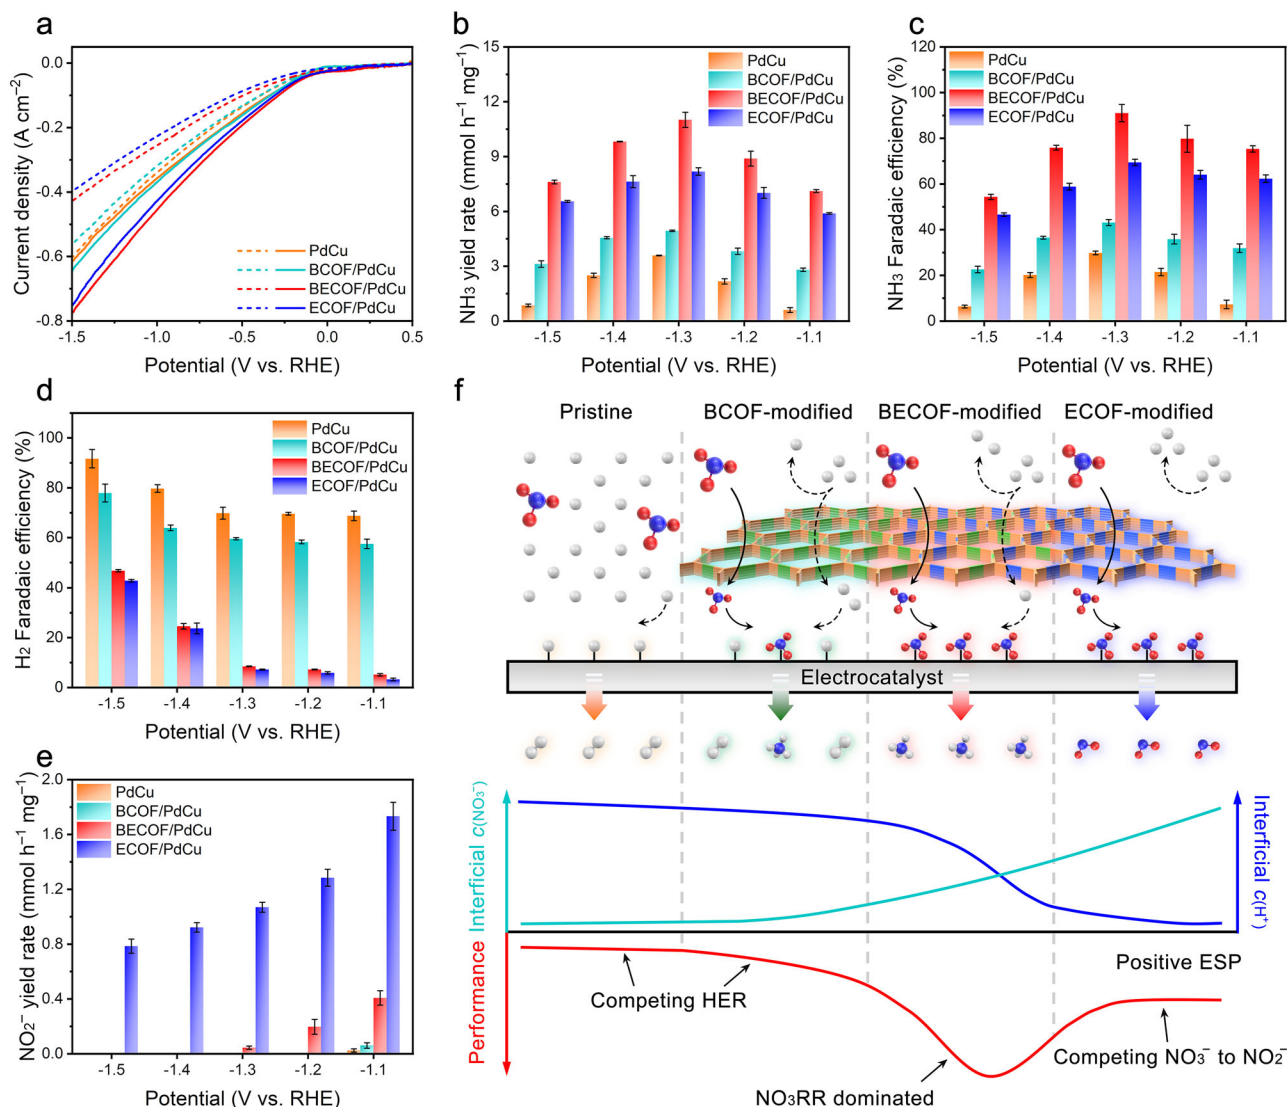 a
0.0
-0.2
-0.4
-0.6
-0.8
Current density (A cm⁻²)
PdCu
BCOF/PdCu
BECOF/PdCu
ECOF/PdCu
-1.5 -1.0 -0.5 0.0 0.5
Potential (V vs. RHE)
b
15
12
9
6
3
0
NH₃ yield rate (mmol h⁻¹ mg⁻¹)
PdCu
BCOF/PdCu
BECOF/PdCu
ECOF/PdCu
-1.5 -1.4 -1.3 -1.2 -1.1
Potential (V vs. RHE)
c
120
100
80
60
40
20
0
NH3 Faradaic efficiency (%)
PdCu
BCOF/PdCu
BECOF/PdCu
ECOF/PdCu
-1.5 -1.4 -1.3 -1.2 -1.1
Potential (V vs. RHE)
d
100
80
60
40
20
0
H₂ Faradaic efficiency (%)
PdCu
BCOF/PdCu
BECOF/PdCu
ECOF/PdCu
-1.5 -1.4 -1.3 -1.2 -1.1
Potential (V vs. RHE)
e
2.0
1.6
1.2
0.8
0.4
0.0
NO₂⁻ yield rate (mmol h⁻¹ mg⁻¹)
PdCu
BCOF/PdCu
BECOF/PdCu
ECOF/PdCu
-1.5 -1.4 -1.3 -1.2 -1.1
Potential (V vs. RHE)
f
Pristine BCOF-modified BECOF-modified ECOF-modified
Electrocatalyst
Interficial c(NO₃⁻)
Interficial c(H⁺)
Performance
Positive ESP
Competing HER
Competing NO₃⁻ to NO₂⁻
NO₃RR dominated